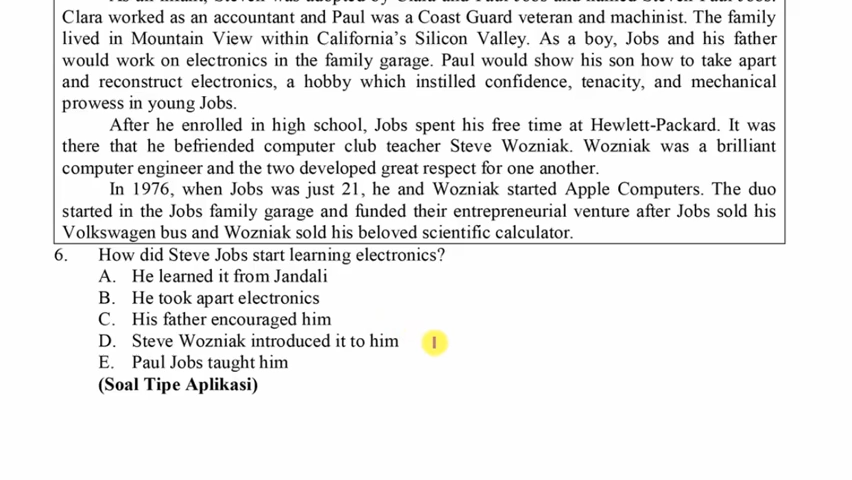 Clara worked as an accountant and Paul was a Coast Guard veteran and machinist. The family
lived in Mountain View within California's Silicon Valley. As a boy, Jobs and his father
would work on electronics in the family garage. Paul would show his son how to take apart
and reconstruct electronics, a hobby which instilled confidence, tenacity, and mechanical
prowess in young Jobs.
After he enrolled in high school, Jobs spent his free time at Hewlett-Packard. It was
there that he befriended computer club teacher Steve Wozniak. Wozniak was a brilliant
computer engineer and the two developed great respect for one another.
In 1976, when Jobs was just 21, he and Wozniak started Apple Computers. The duo
started in the Jobs family garage and funded their entrepreneurial venture after Jobs sold his
Volkswagen bus and Wozniak sold his beloved scientific calculator.
6. How did Steve Jobs start learning electronics?
A. He learned it from Jandali
B. He took apart electronics
C. His father encouraged him
D. Steve Wozniak introduced it to him
E. Paul Jobs taught him
(Soal Tipe Aplikasi)